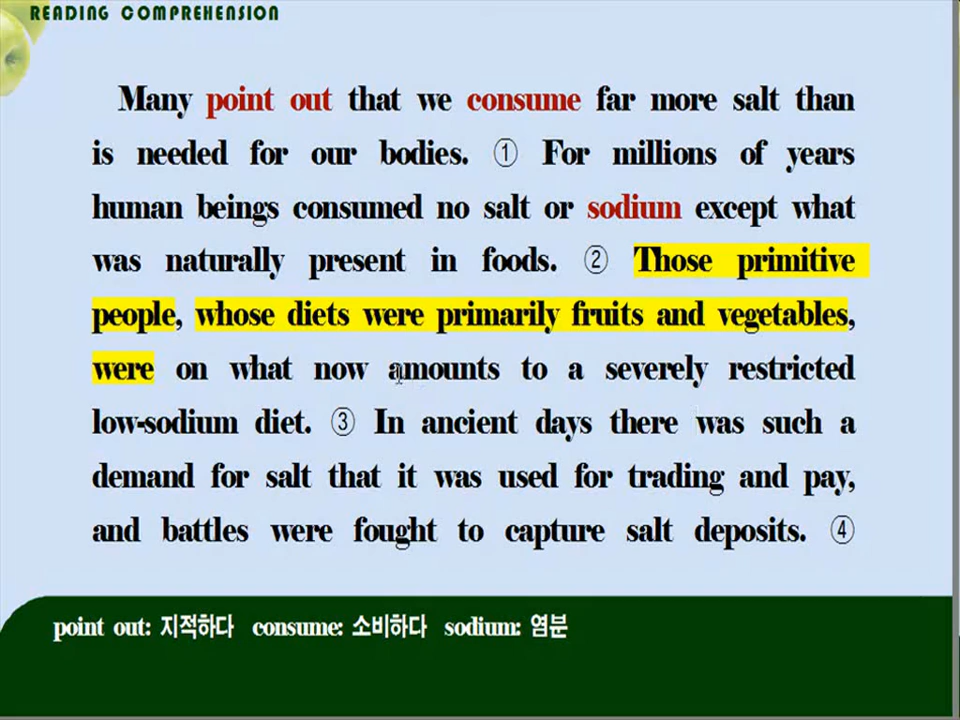 READING COMPREHENSION
Many point out that we consume far more salt than
is needed for our bodies. ① For millions of years
human beings consumed no salt or sodium except what
was naturally present in foods. ② Those primitive
people, whose diets were primarily fruits and vegetables,
were on what now amounts to a severely restricted
low-sodium diet. ③ In ancient days there was such a
demand for salt that it was used for trading and pay,
and battles were fought to capture salt deposits. ④
point out: 지적하다 consume: 소비하다 sodium: 염분